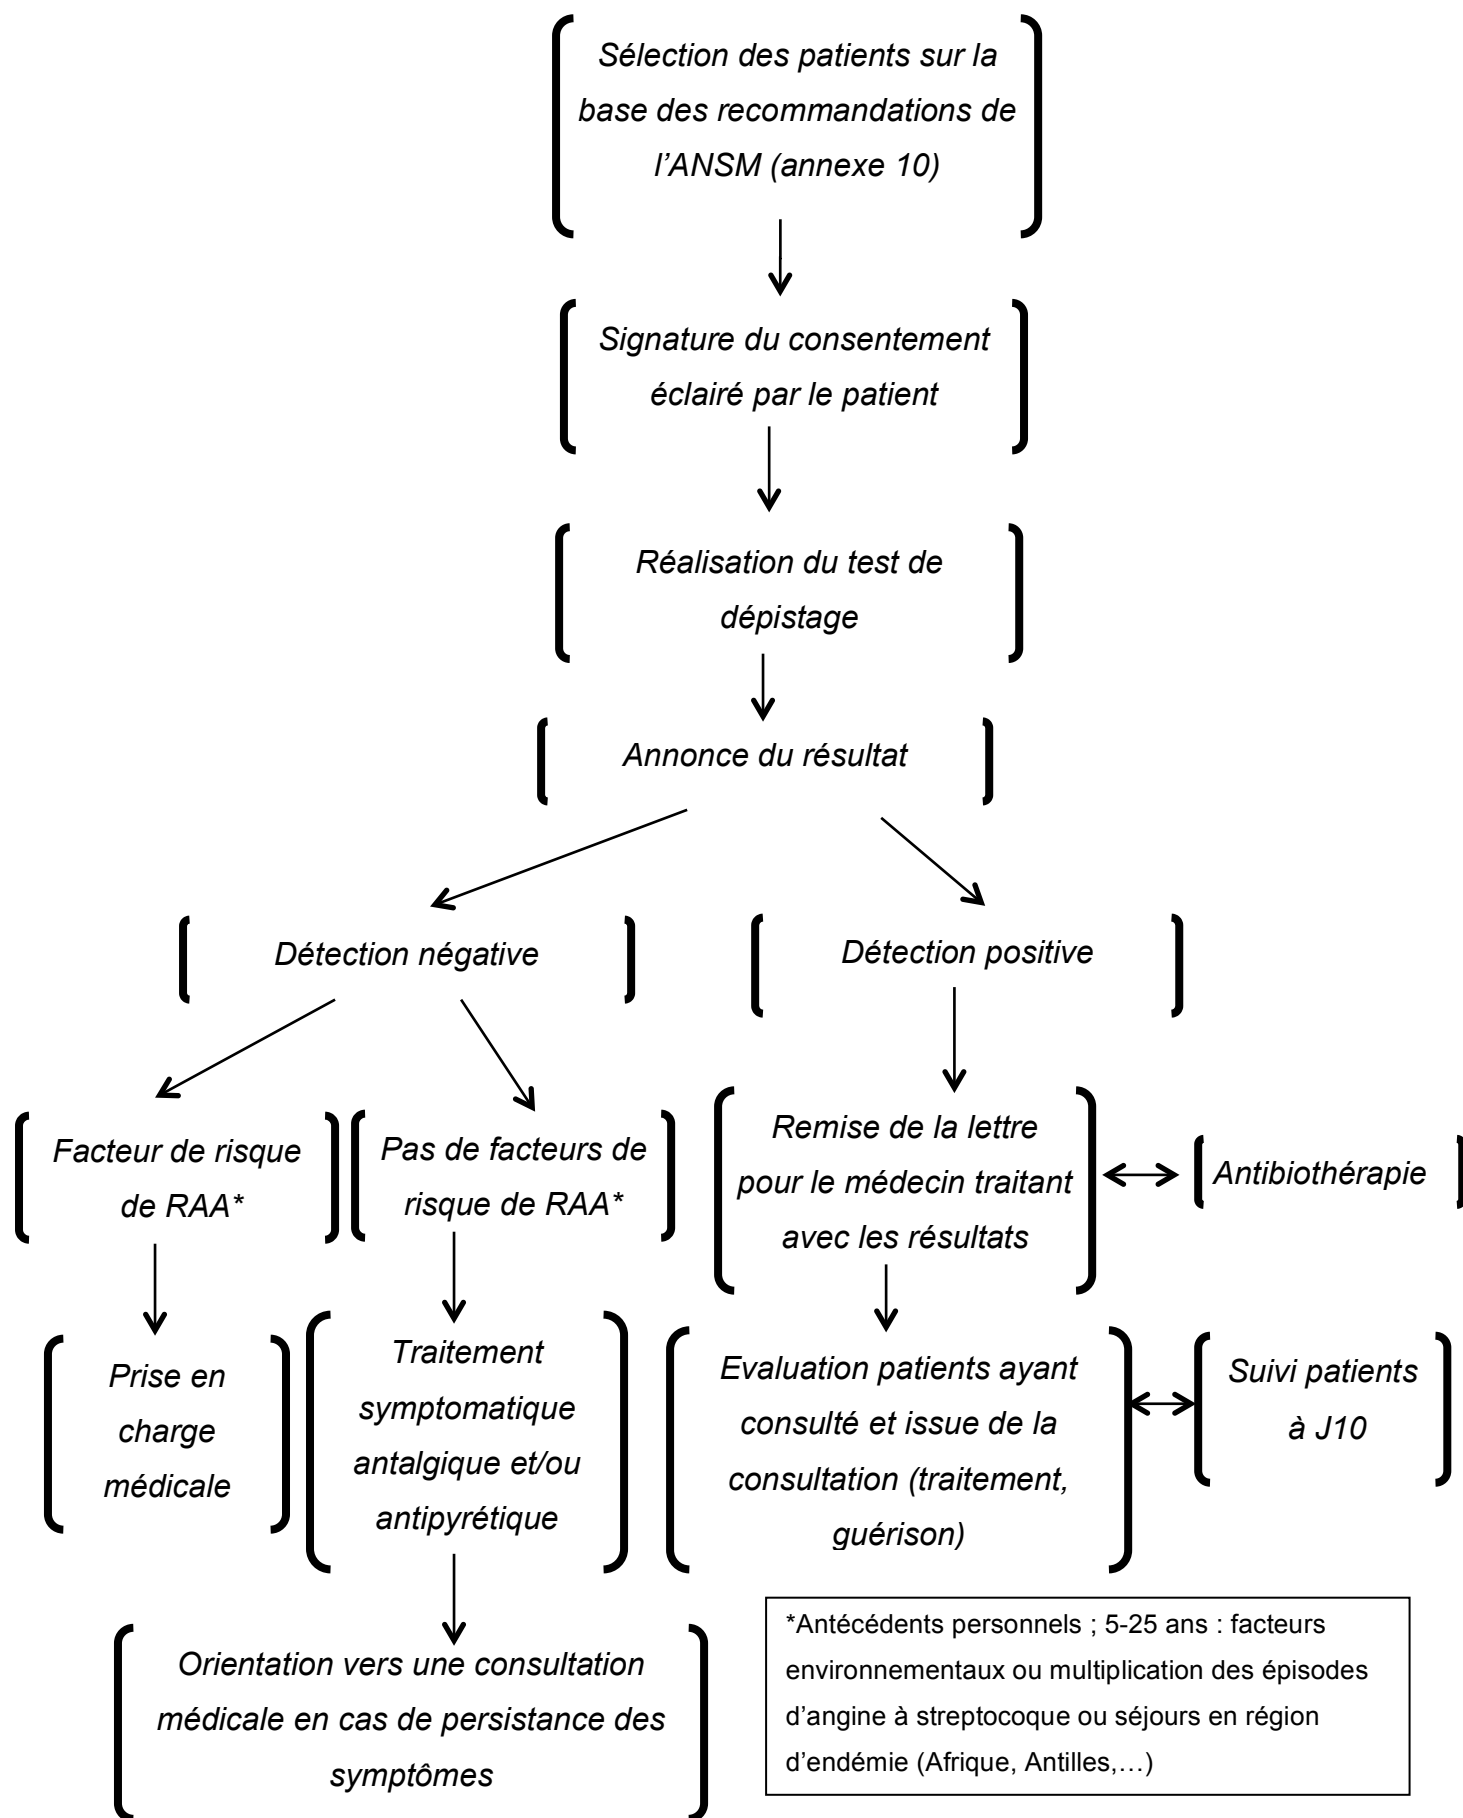 Sélection des patients sur la
base des recommandations de
l’ANSM (annexe 10)
Signature du consentement
éclairé par le patient
Réalisation du test de
dépistage
Annonce du résultat
Détection négative
Détection positive
Facteur de risque
de RAA*
Pas de facteurs de
risque de RAA*
Remise de la lettre
pour le médecin traitant
avec les résultats
Antibiothérapie
Prise en
charge
médicale
Traitement
symptomatique
antalgique et/ou
antipyrétique
Evaluation patients ayant
consulté et issue de la
consultation (traitement,
guérison)
Suivi patients
à J10
Orientation vers une consultation
médicale en cas de persistance des
symptômes
*Antécédents personnels ; 5-25 ans : facteurs
environnementaux ou multiplication des épisodes
d’angine à streptocoque ou séjours en région
d’endémie (Afrique, Antilles,…)